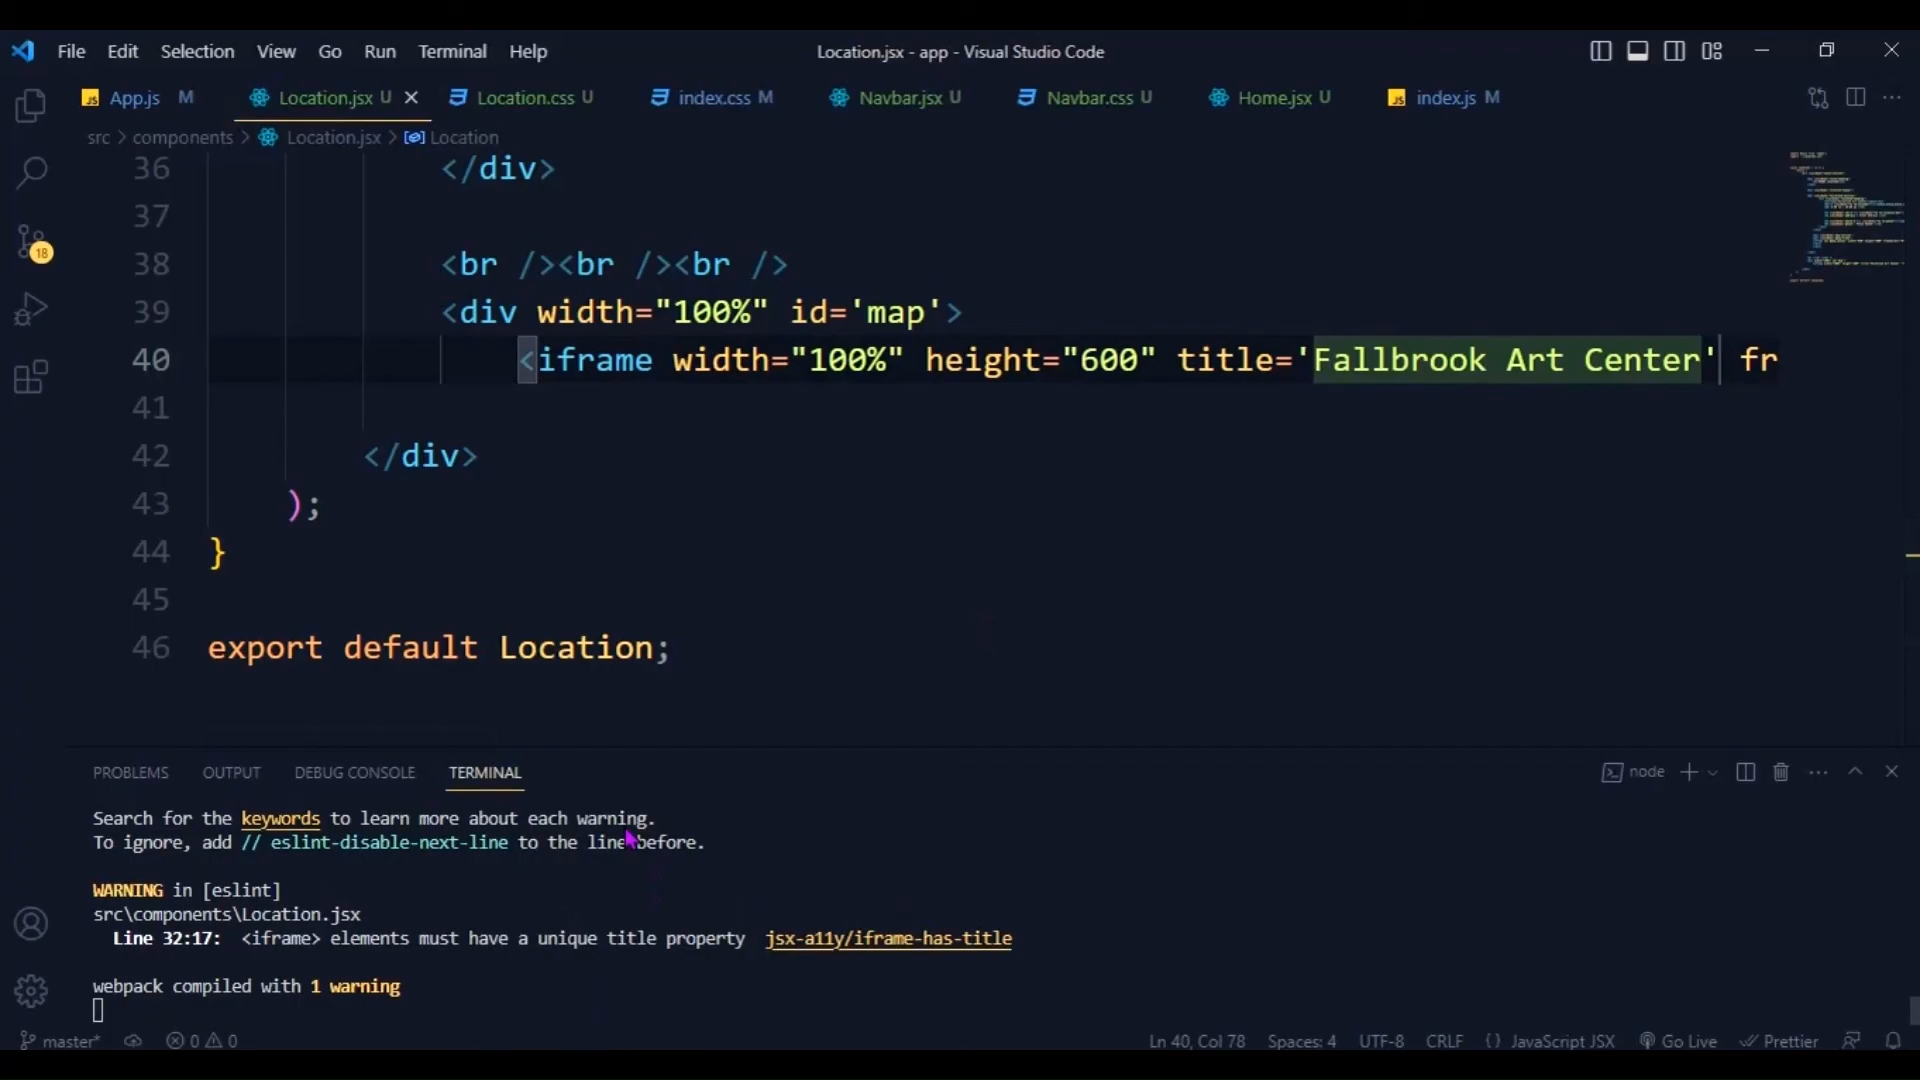 File Edit Selection View Go Run Terminal Help Location.jsx - app - Visual Studio Code
JS App.js M Location.jsx U Location.css U index.css M Navbar.jsx U Navbar.css U Home.jsx U JS index.js M
src > components > Location.jsx > Location
36 </div>
37
38 <br /><br /><br />
39 <div width="100%" id='map'>
40 <iframe width="100%" height="600" title='Fallbrook Art Center' fr
41
42 </div>
43 );
44 }
45
46 export default Location;
18
PROBLEMS OUTPUT DEBUG CONSOLE TERMINAL node
Search for the keywords to learn more about each warning.
To ignore, add // eslint-disable-next-line to the line before.
WARNING in [eslint]
src\components\Location.jsx
Line 32:17: <iframe> elements must have a unique title property jsx-a11y/iframe-has-title
webpack compiled with 1 warning
master* 0 0 Ln 40, Col 78 Spaces: 4 UTF-8 CRLF {} JavaScript JSX Go Live Prettier